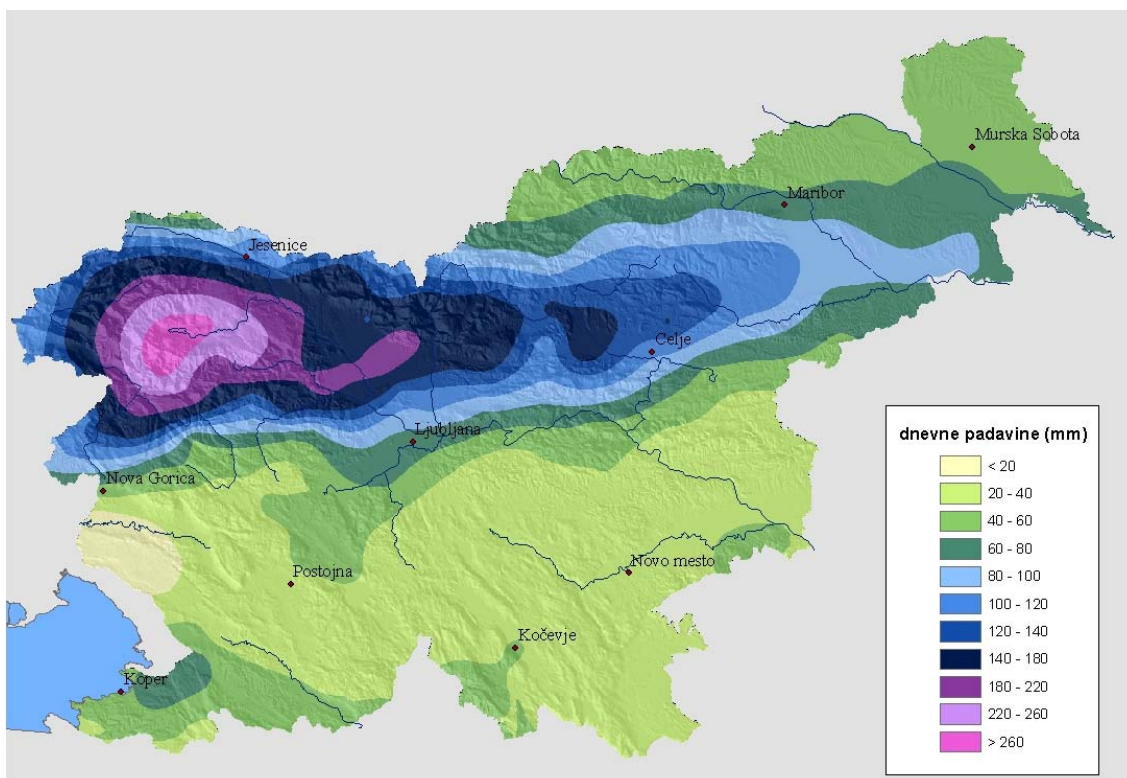 Murska Sobota
Maribor
Jesenice
Celje
Ljubljana
Nova Gorica
Novo mesto
Postojna
Kočevje
Koper
dnevne padavine (mm)
< 20
20 - 40
40 - 60
60 - 80
80 - 100
100 - 120
120 - 140
140 - 180
180 - 220
220 - 260
> 260